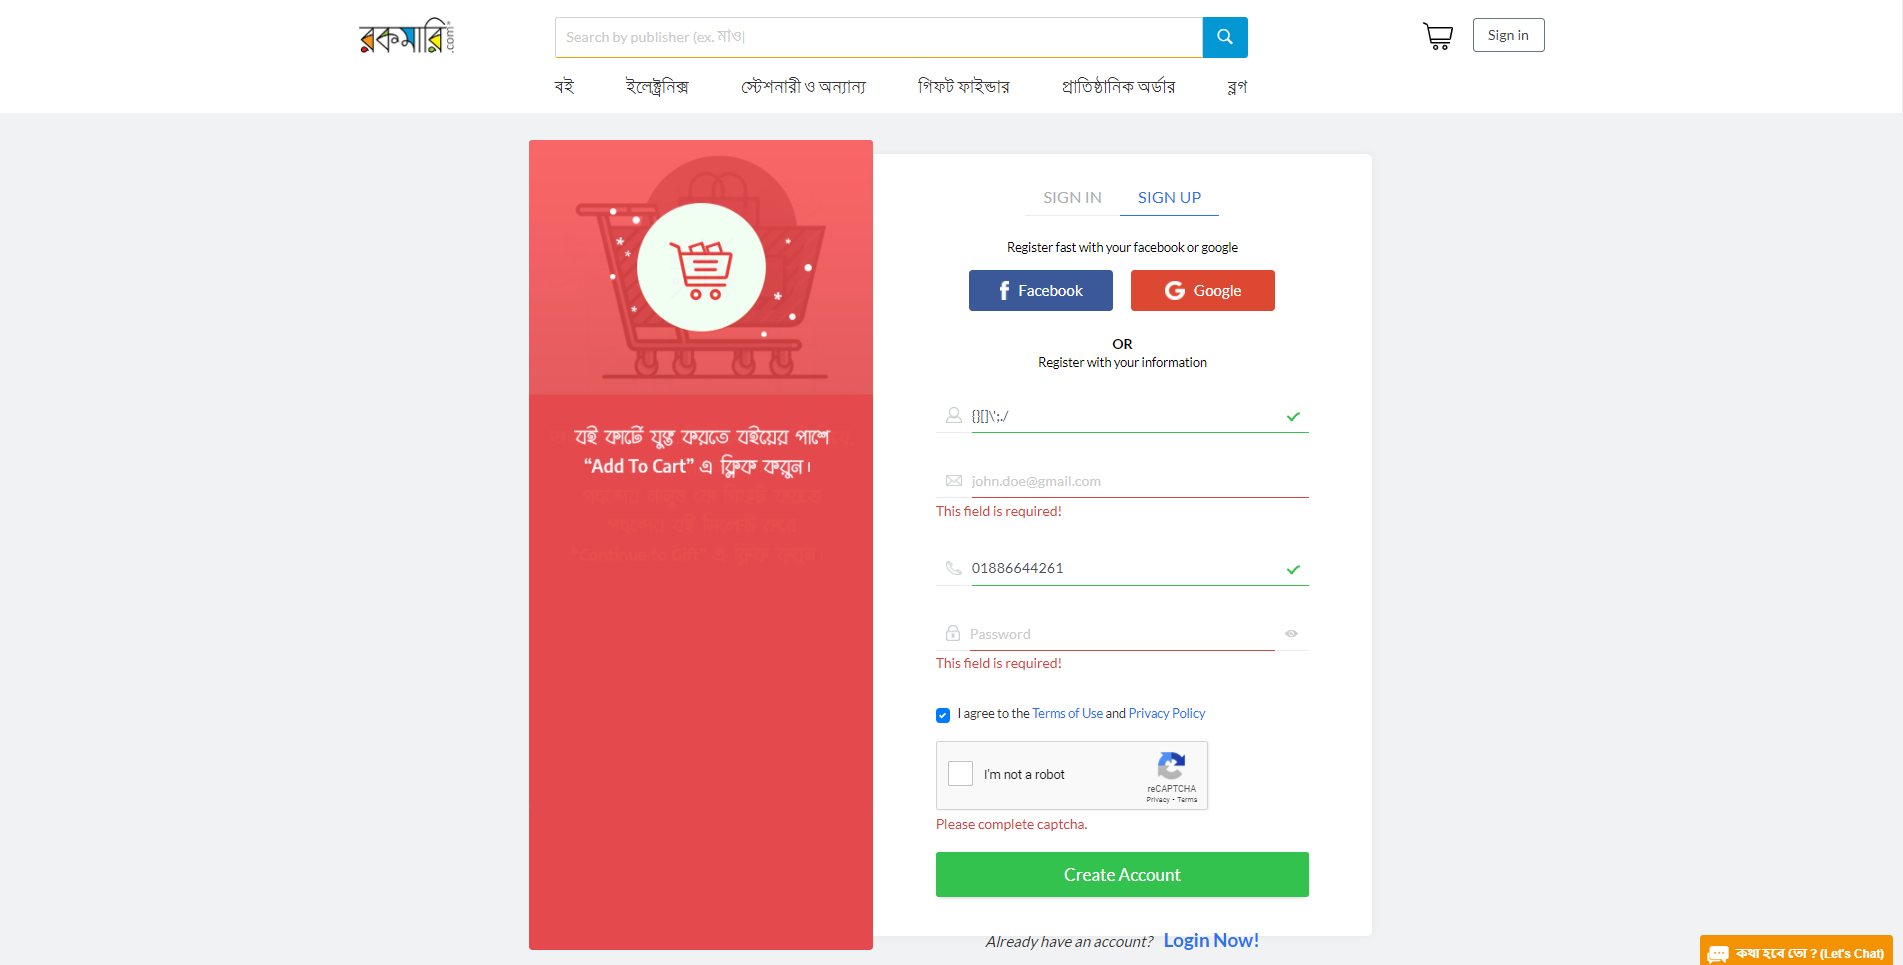 রকমারি.com
Search by publisher (ex. মাও|
Sign in
বই ইলেক্ট্রনিক্স স্টেশনারী ও অন্যান্য গিফট ফাইন্ডার প্রাতিষ্ঠানিক অর্ডার ব্লগ
বই কার্টে যুক্ত করতে বইয়ের পাশে
“Add To Cart” এ ক্লিক করুন।
SIGN IN SIGN UP
Register fast with your facebook or google
Facebook Google
OR
Register with your information
{}[]\';./
john.doe@gmail.com
This field is required!
01886644261
Password
This field is required!
I agree to the Terms of Use and Privacy Policy
I'm not a robot
reCAPTCHA
Privacy - Terms
Please complete captcha.
Create Account
Already have an account? Login Now!
কথা হবে তো ? (Let's Chat)